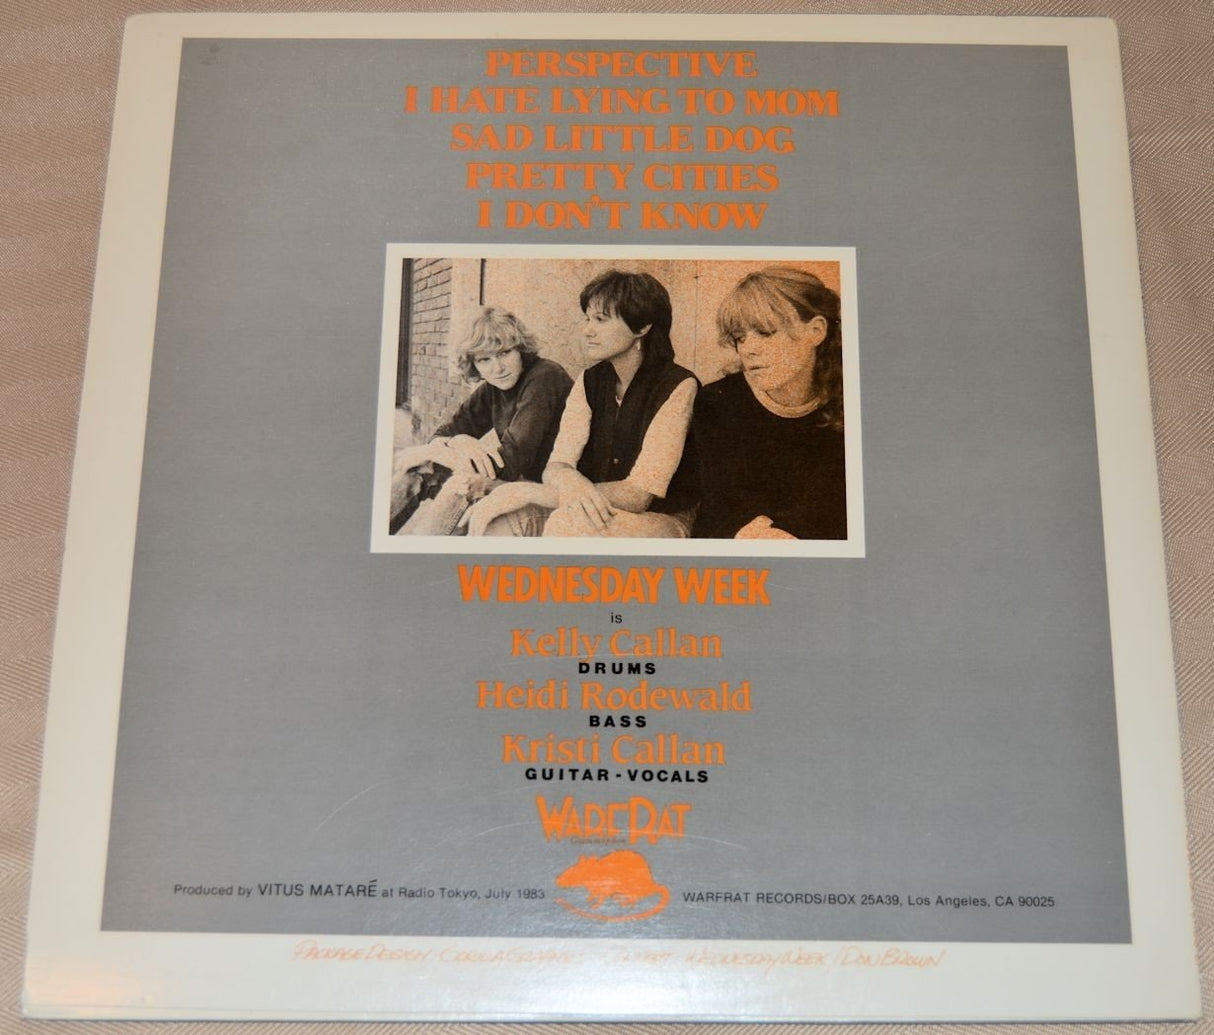 PERSPECTIVE
I HATE LYING TO MOM
SAD LITTLE DOG
PRETTY CITIES
I DON'T KNOW
WEDNESDAY WEEK
is
Kelly Callan
DRUMS
Heidi Rodewald
BASS
Kristi Callan
GUITAR-VOCALS
WARFRAT
Produced by VITUS MATARÉ at Radio Tokyo, July 1983
WARFRAT RECORDS/BOX 25A39, Los Angeles, CA 90025
PACKAGE DESIGN: WEDNESDAY WEEK/DON BROWN